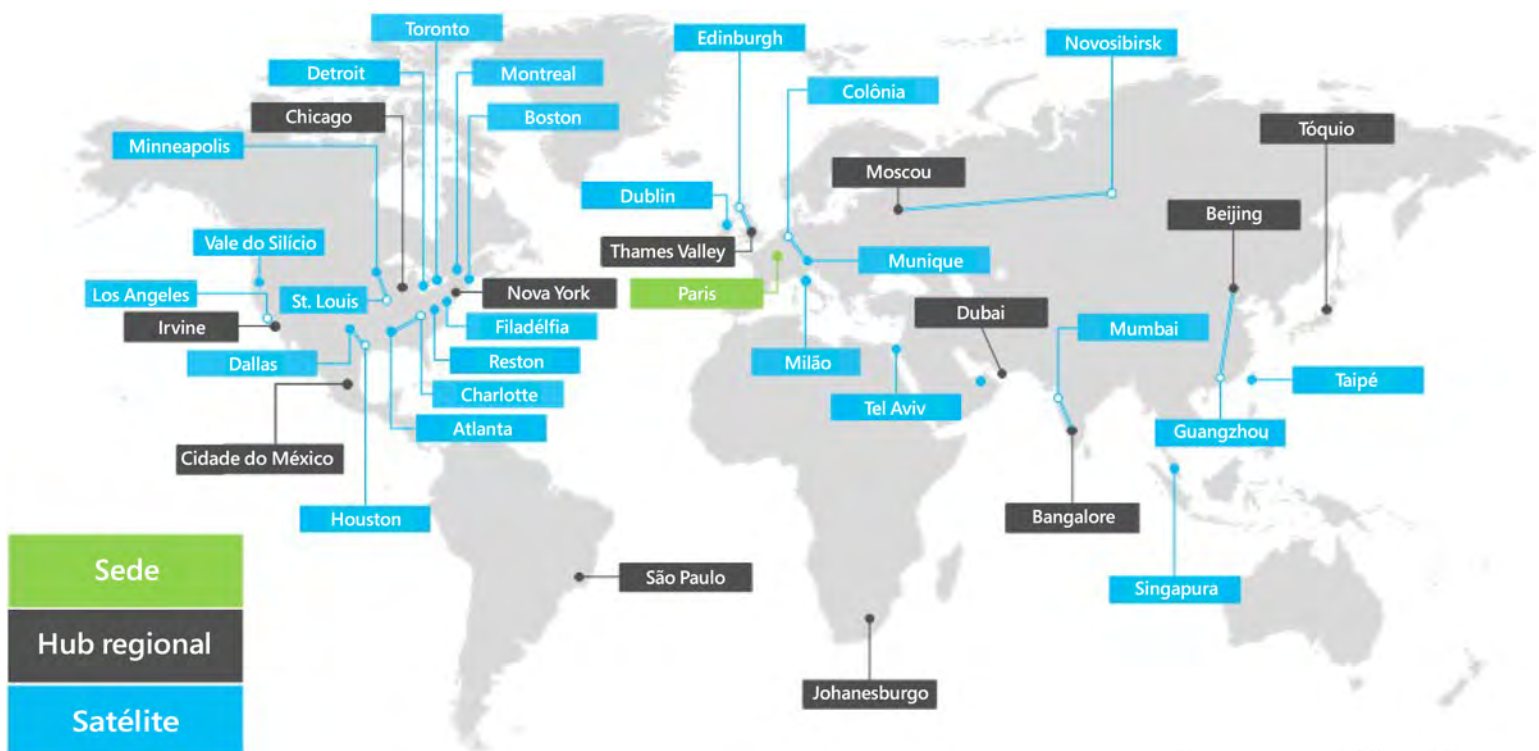 Toronto
Edinburgh
Novosibirsk
Detroit
Montreal
Colônia
Chicago
Boston
Tóquio
Minneapolis
Moscou
Dublin
Beijing
Vale do Silício
Thames Valley
Munique
Los Angeles
St. Louis
Nova York
Paris
Irvine
Filadélfia
Dubai
Mumbai
Dallas
Reston
Milão
Taipé
Charlotte
Tel Aviv
Atlanta
Guangzhou
Cidade do México
Houston
Bangalore
Sede
São Paulo
Singapura
Hub regional
Johanesburgo
Satélite